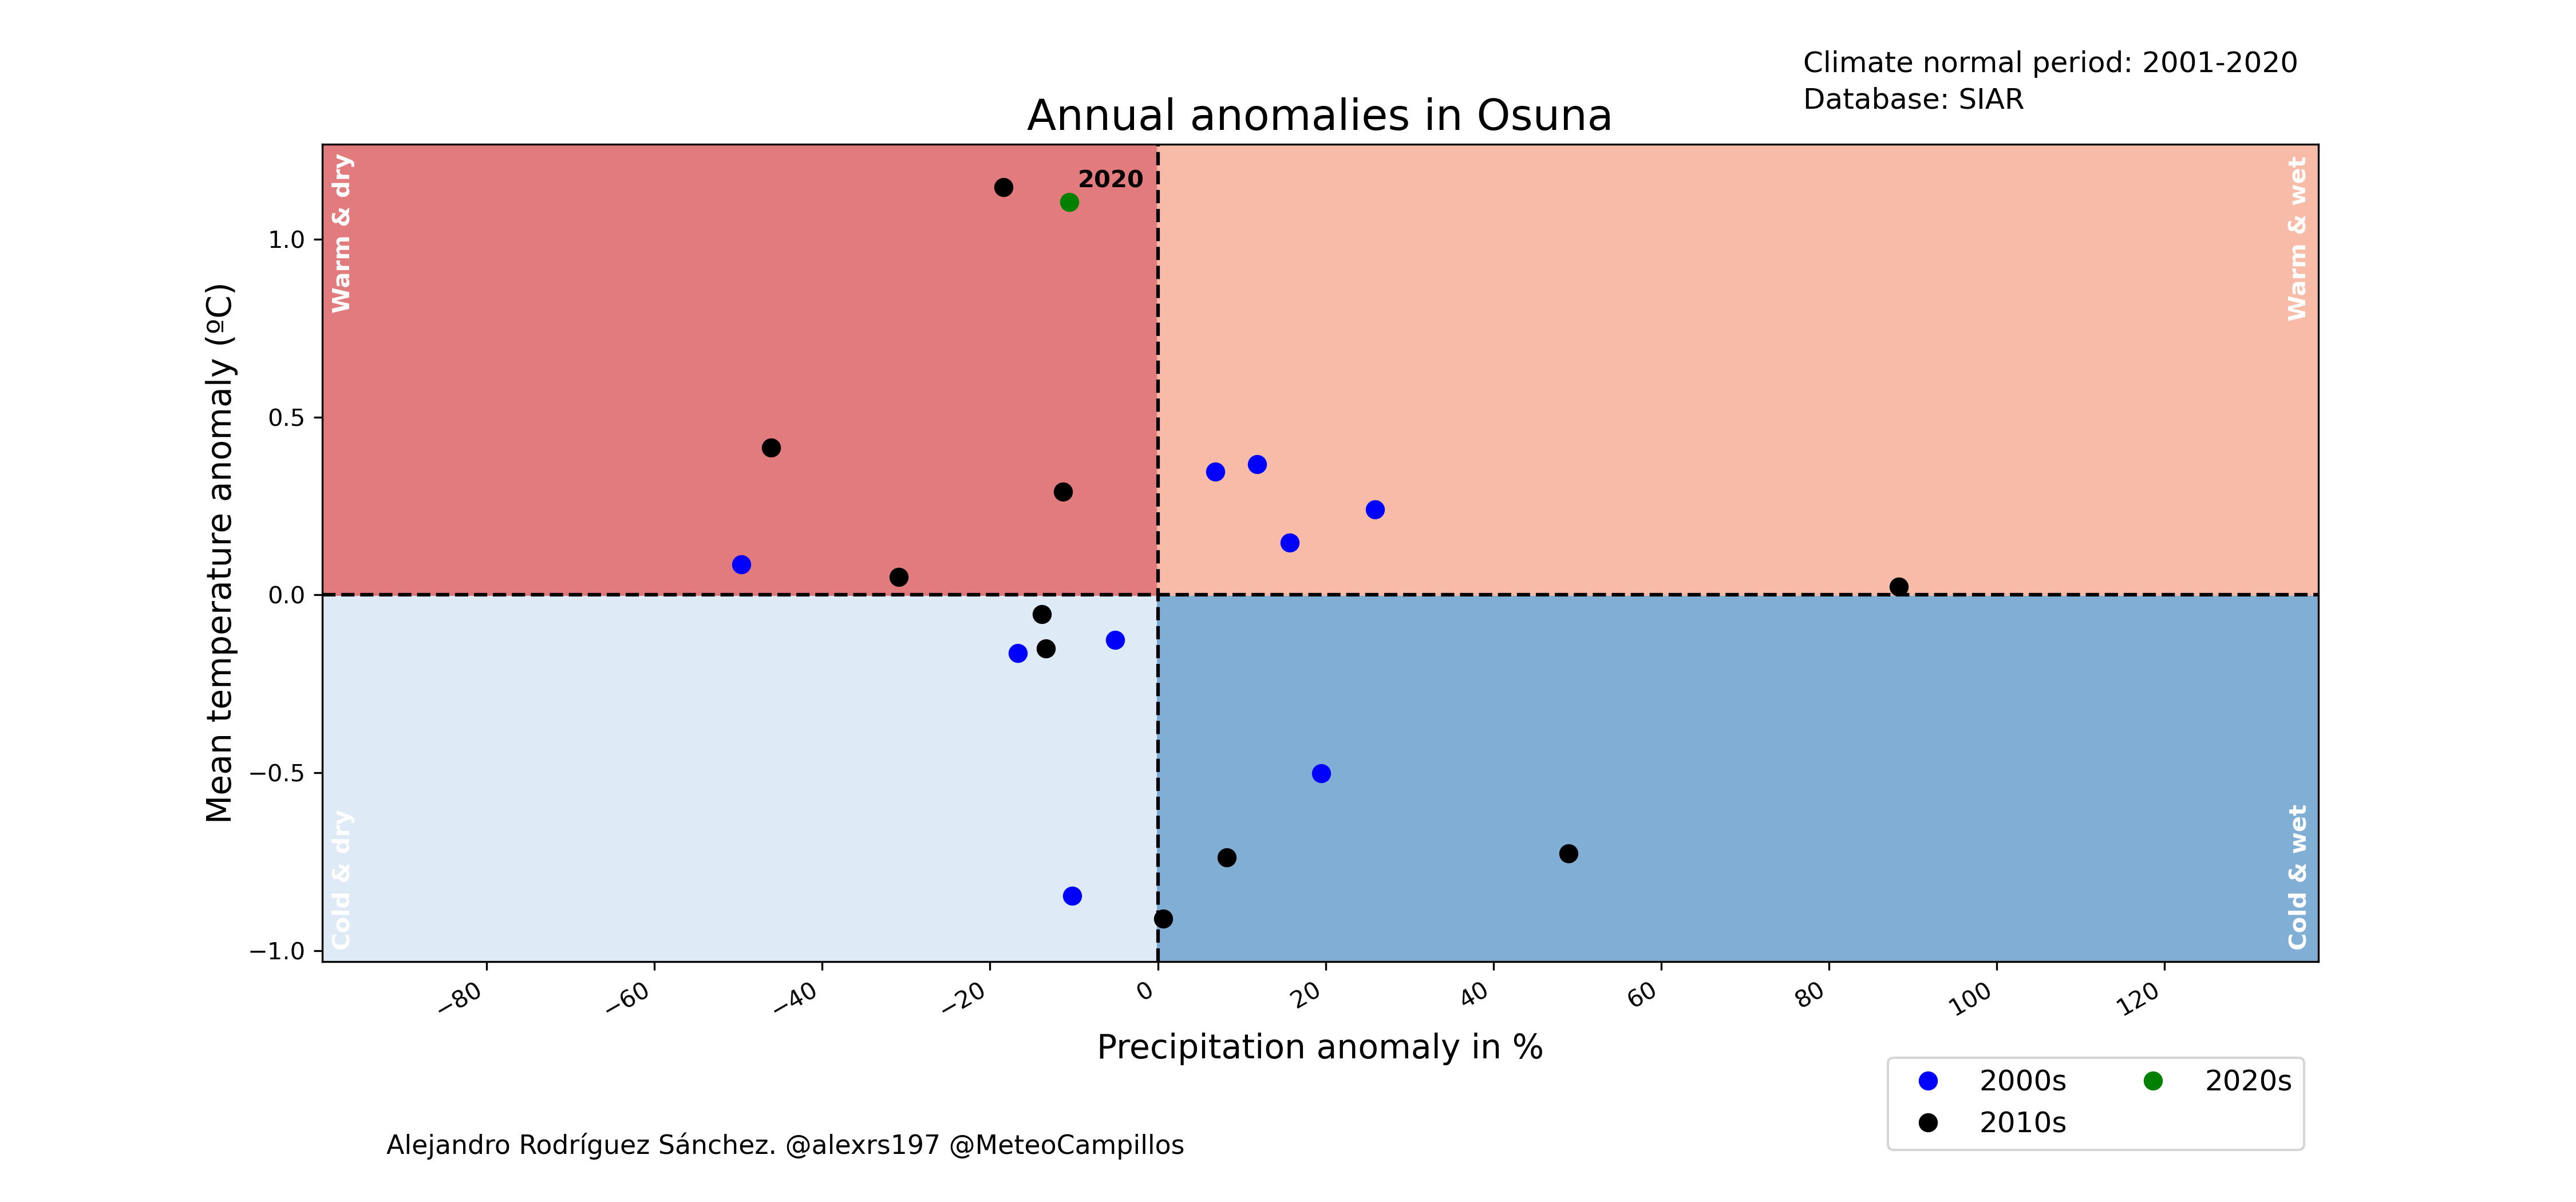 Climate normal period: 2001-2020
Database: SIAR
Annual anomalies in Osuna
Warm & dry
2020
Warm & wet
1.0
0.5
0.0
−0.5
−1.0
Mean temperature anomaly (ºC)
Cold & dry
Cold & wet
−80 −60 −40 −20 0 20 40 60 80 100 120
Precipitation anomaly in %
2000s 2020s
2010s
Alejandro Rodríguez Sánchez. @alexrs197 @MeteoCampillos